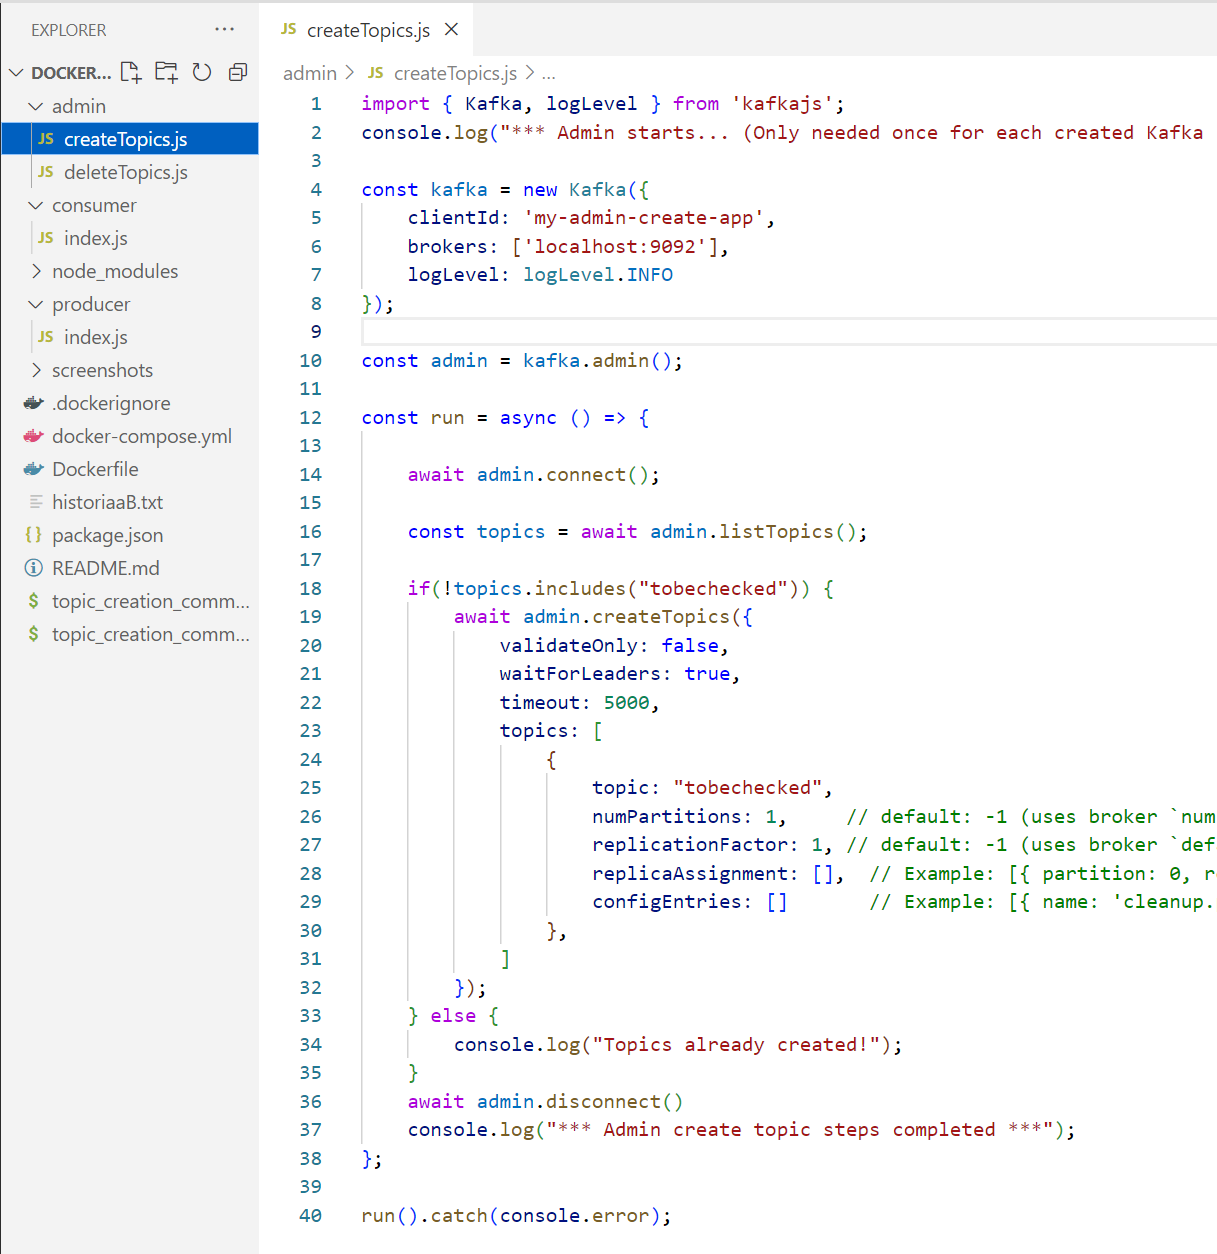 EXPLORER ...
DOCKER...
admin
JS createTopics.js
JS deleteTopics.js
consumer
JS index.js
node_modules
producer
JS index.js
screenshots
.dockerignore
docker-compose.yml
Dockerfile
historiaaB.txt
{} package.json
README.md
$ topic_creation_comm...
$ topic_creation_comm...
JS createTopics.js
admin > JS createTopics.js > ...
1 import { Kafka, logLevel } from 'kafkajs';
2 console.log("*** Admin starts... (Only needed once for each created Kafka
3
4 const kafka = new Kafka({
5     clientId: 'my-admin-create-app',
6     brokers: ['localhost:9092'],
7     logLevel: logLevel.INFO
8 });
9
10 const admin = kafka.admin();
11
12 const run = async () => {
13
14     await admin.connect();
15
16     const topics = await admin.listTopics();
17
18     if(!topics.includes("tobechecked")) {
19         await admin.createTopics({
20             validateOnly: false,
21             waitForLeaders: true,
22             timeout: 5000,
23             topics: [
24                 {
25                     topic: "tobechecked",
26                     numPartitions: 1,     // default: -1 (uses broker `num
27                     replicationFactor: 1, // default: -1 (uses broker `def
28                     replicaAssignment: [],  // Example: [{ partition: 0, r
29                     configEntries: []       // Example: [{ name: 'cleanup.
30                 },
31             ]
32         });
33     } else {
34         console.log("Topics already created!");
35     }
36     await admin.disconnect()
37     console.log("*** Admin create topic steps completed ***");
38 };
39
40 run().catch(console.error);